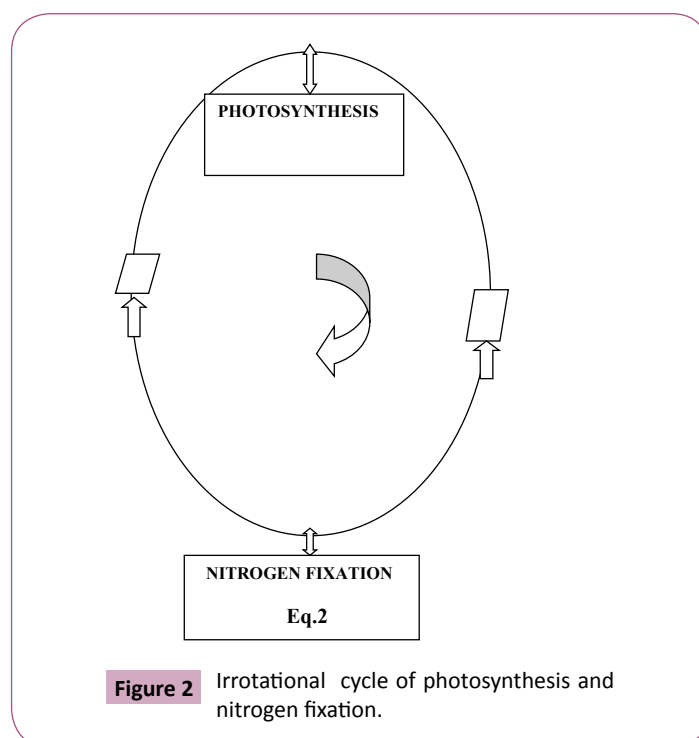 PHOTOSYNTHESIS
NITROGEN FIXATION
Eq.2
Figure 2 Irrotational cycle of photosynthesis and
nitrogen fixation.